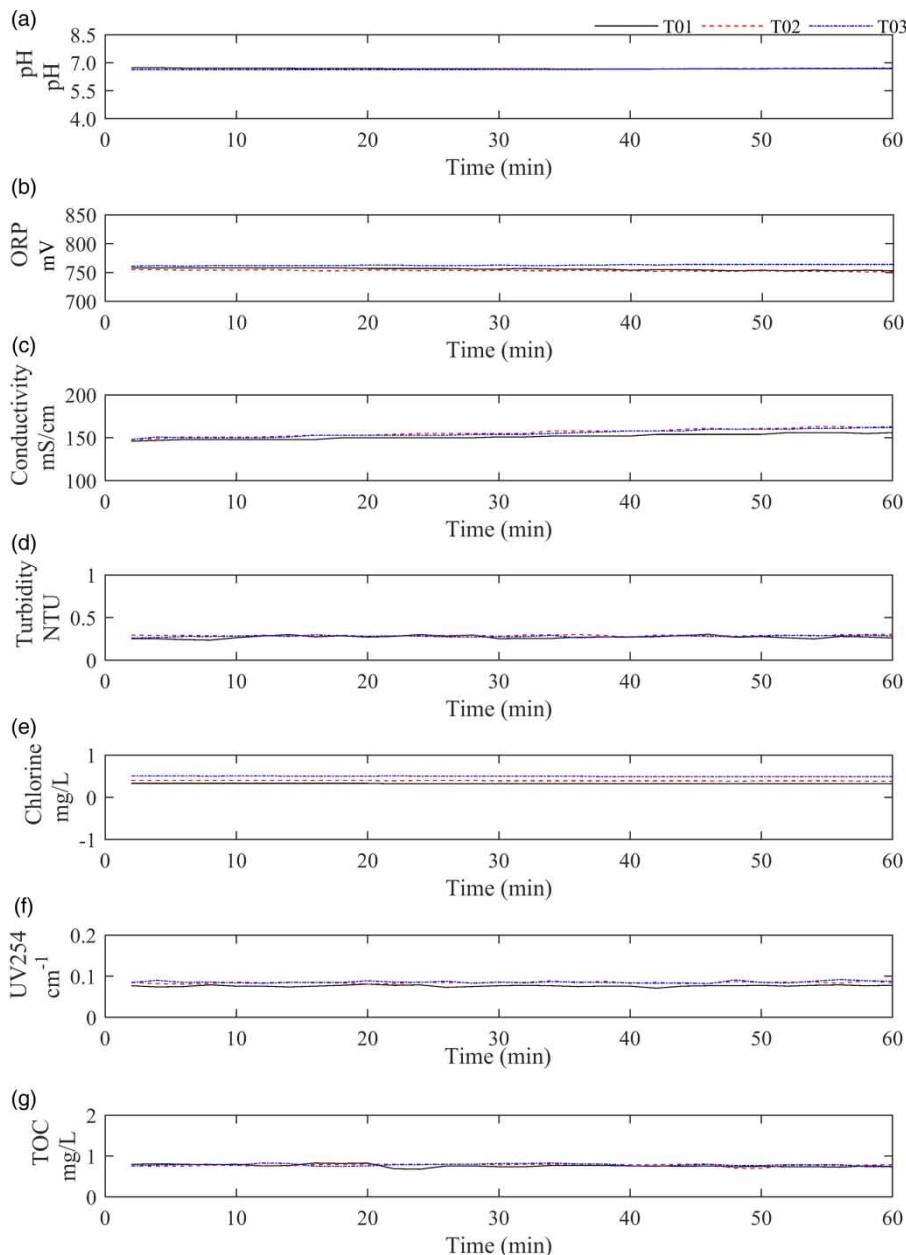 (a)
T01 T02 T03
8.5
7.0
5.5
4.0
pH
pH
0 10 20 30 40 50 60
Time (min)
(b)
850
800
750
700
ORP
mV
0 10 20 30 40 50 60
Time (min)
(c)
200
150
100
Conductivity
mS/cm
0 10 20 30 40 50 60
Time (min)
(d)
1
0.5
0
Turbidity
NTU
0 10 20 30 40 50 60
Time (min)
(e)
1
0
-1
Chlorine
mg/L
0 10 20 30 40 50 60
Time (min)
(f)
0.2
0.1
0
UV254
cm⁻¹
0 10 20 30 40 50 60
Time (min)
(g)
2
1
0
TOC
mg/L
0 10 20 30 40 50 60
Time (min)